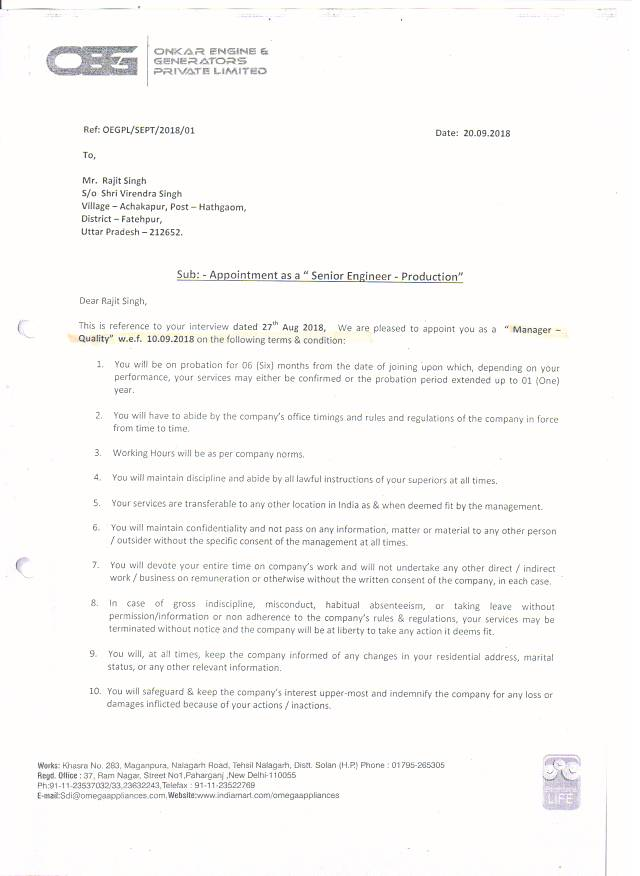 OEG
ONKAR ENGINE &
GENERATORS
PRIVATE LIMITED
Ref: OEGPL/SEPT/2018/01
Date: 20.09.2018
To,
Mr. Rajit Singh
S/o Shri Virendra Singh
Village – Achakapur, Post – Hathgaom,
District – Fatehpur,
Uttar Pradesh – 212652.
Sub: - Appointment as a “ Senior Engineer - Production”
Dear Rajit Singh,
This is reference to your interview dated 27th Aug 2018, We are pleased to appoint you as a “ Manager –
Quality” w.e.f. 10.09.2018 on the following terms & condition:
1. You will be on probation for 06 (Six) months from the date of joining upon which, depending on your
performance, your services may either be confirmed or the probation period extended up to 01 (One)
year.
2. You will have to abide by the company’s office timings and rules and regulations of the company in force
from time to time.
3. Working Hours will be as per company norms.
4. You will maintain discipline and abide by all lawful instructions of your superiors at all times.
5. Your services are transferable to any other location in India as & when deemed fit by the management.
6. You will maintain confidentiality and not pass on any information, matter or material to any other person
/ outsider without the specific consent of the management at all times.
7. You will devote your entire time on company’s work and will not undertake any other direct / indirect
work / business on remuneration or otherwise without the written consent of the company, in each case.
8. In case of gross indiscipline, misconduct, habitual absenteeism, or taking leave without
permission/information or non adherence to the company’s rules & regulations, your services may be
terminated without notice and the company will be at liberty to take any action it deems fit.
9. You will, at all times, keep the company informed of any changes in your residential address, marital
status, or any other relevant information.
10. You will safeguard & keep the company’s interest upper-most and indemnify the company for any loss or
damages inflicted because of your actions / inactions.
Works: Khasra No. 283, Maganpura, Nalagarh Road, Tehsil Nalagarh, Distt. Solan (H.P.) Phone : 01795-265305
Regd. Office : 37, Ram Nagar, Street No1,Paharganj ,New Delhi-110055
Ph:91-11-23537032/33,23632243,Telefax : 91-11-23522769
E-mail:Sdi@omegaappliances.com,Website:www.indiamart.com/omegaappliances
LIFE